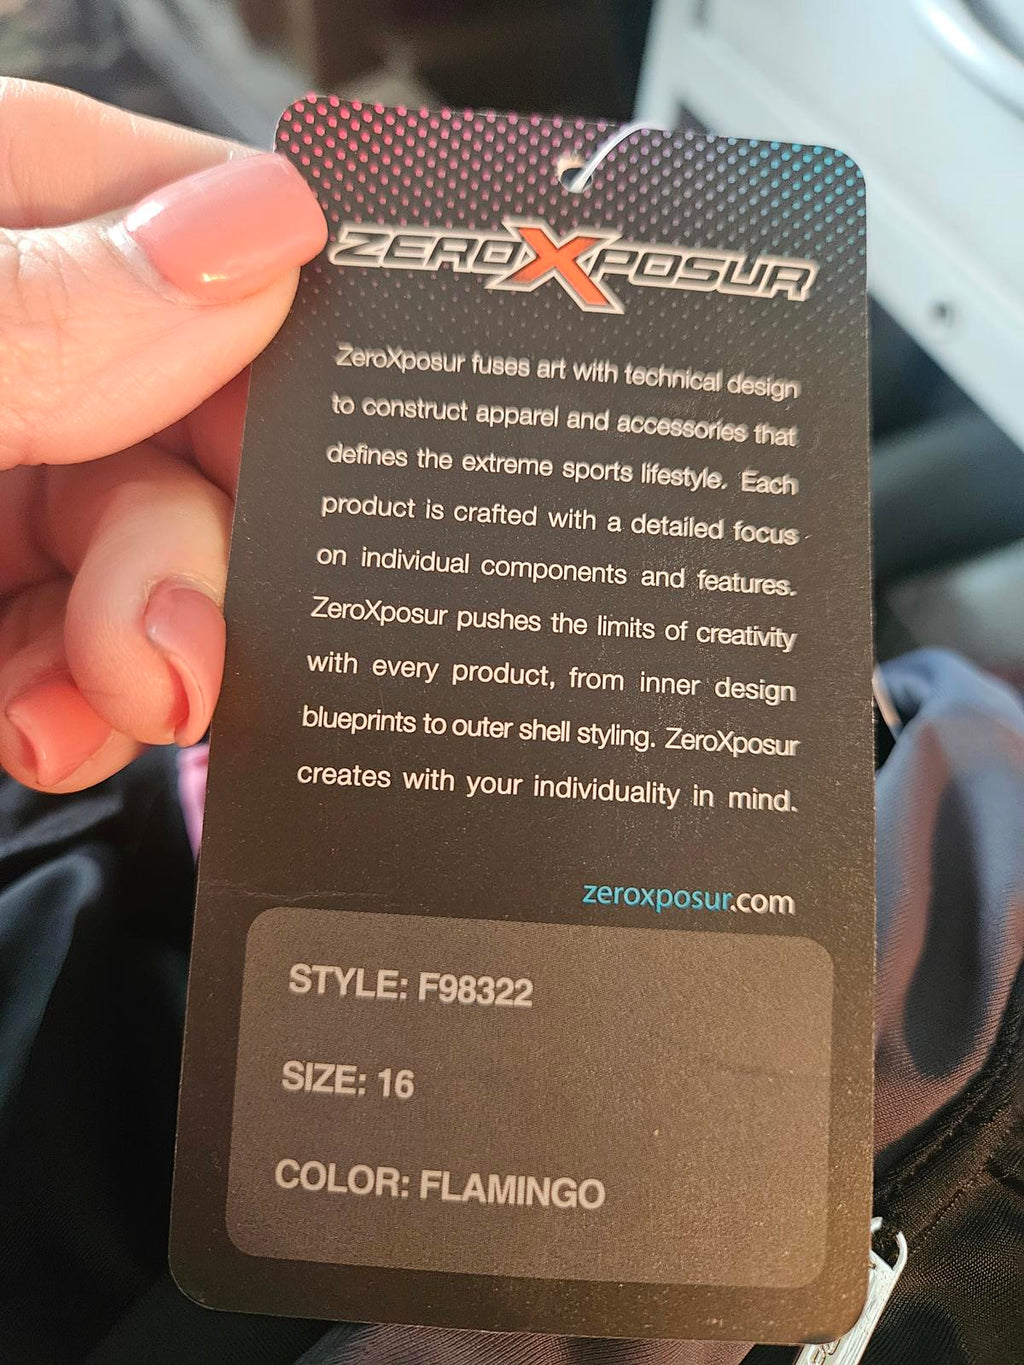 ZEROXPOSUR
ZeroXposur fuses art with technical design
to construct apparel and accessories that
defines the extreme sports lifestyle. Each
product is crafted with a detailed focus
on individual components and features.
ZeroXposur pushes the limits of creativity
with every product, from inner design
blueprints to outer shell styling. ZeroXposur
creates with your individuality in mind.
zeroxposur.com
STYLE: F98322
SIZE: 16
COLOR: FLAMINGO